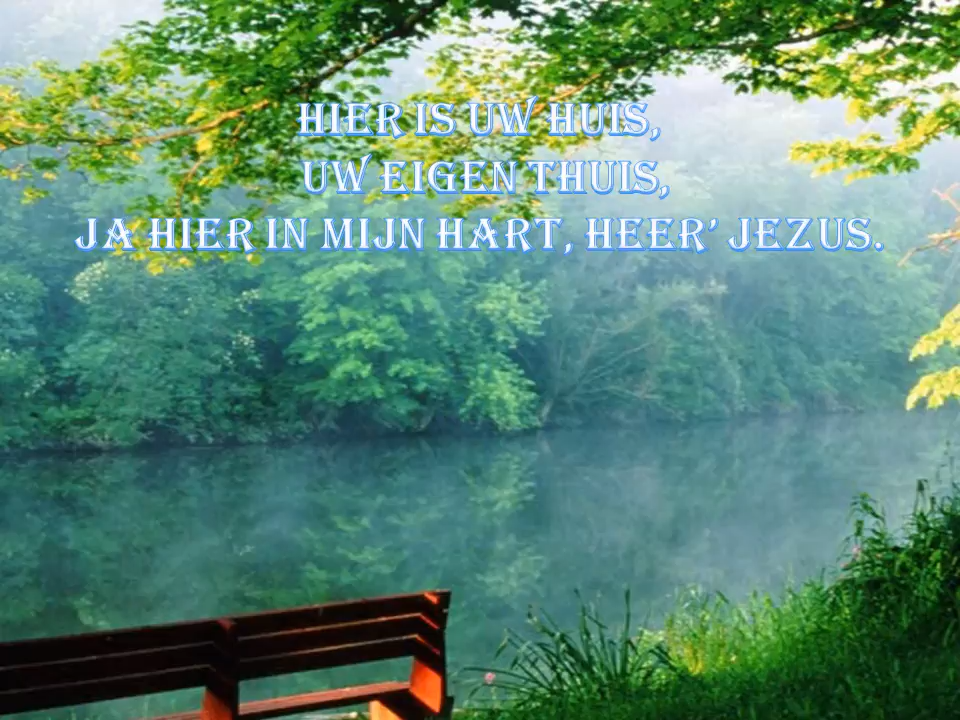 Hier is Uw huis,
Uw eigen thuis,
Ja hier in mijn hart, Heer' Jezus.